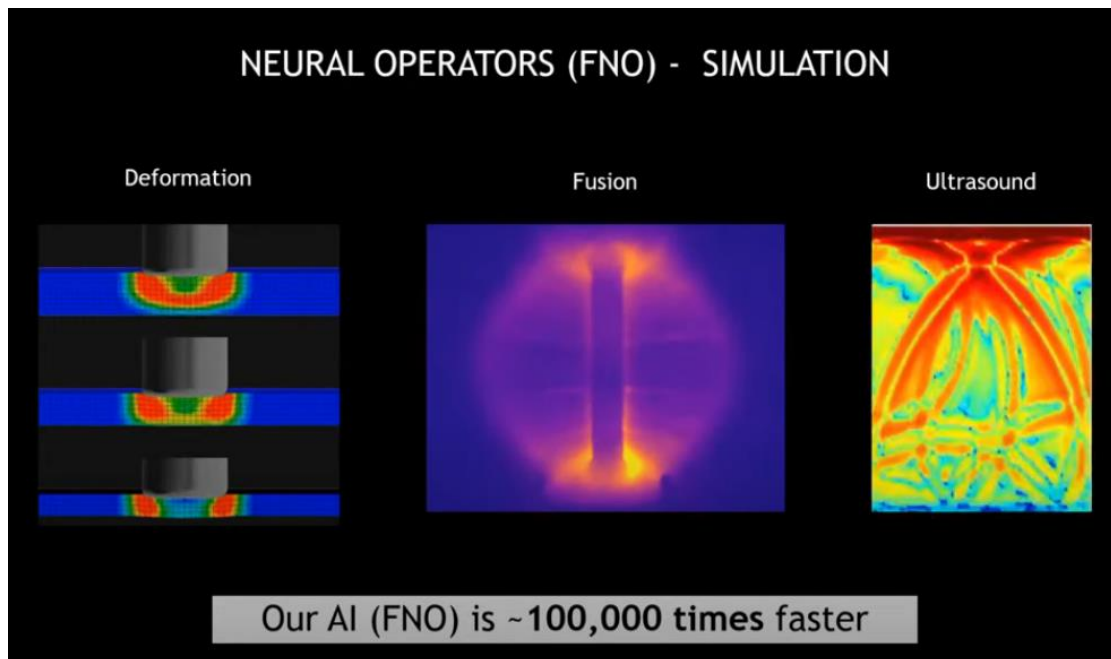 NEURAL OPERATORS (FNO) - SIMULATION
Deformation
Fusion
Ultrasound
Our AI (FNO) is ~100,000 times faster